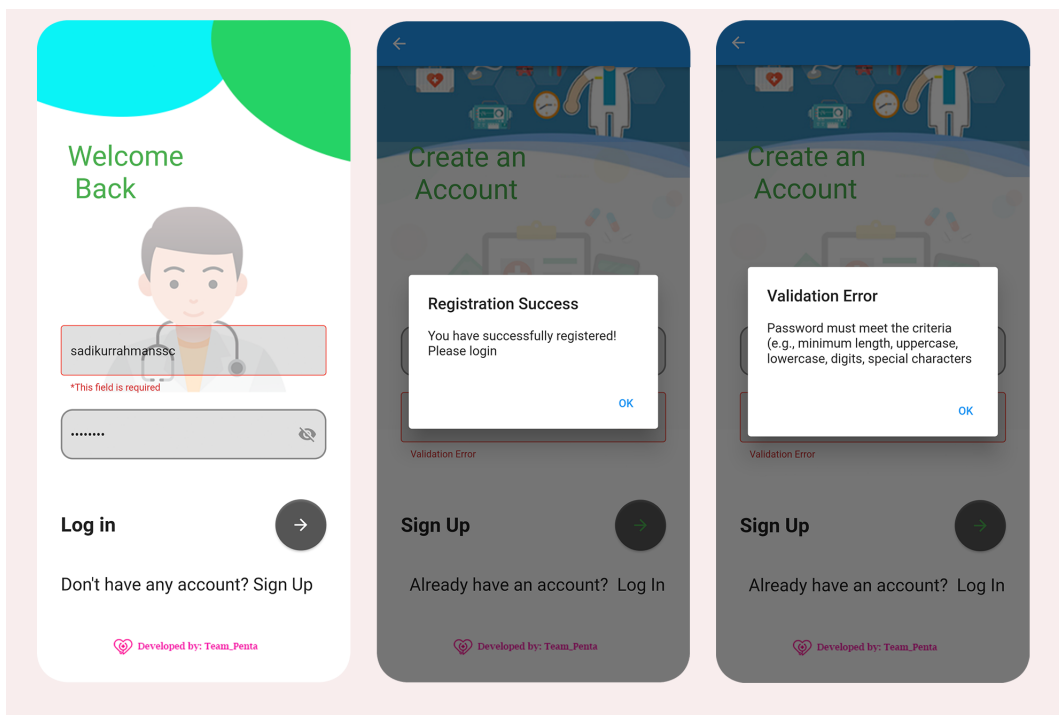 Welcome
Back
sadikurrahmanssc
*This field is required
••••••••
Log in
Don't have any account? Sign Up
Developed by: Team_Penta
Create an
Account
Registration Success
You have successfully registered!
Please login
OK
Validation Error
Sign Up
Already have an account? Log In
Developed by: Team_Penta
Create an
Account
Validation Error
Password must meet the criteria
(e.g., minimum length, uppercase,
lowercase, digits, special characters
OK
Validation Error
Sign Up
Already have an account? Log In
Developed by: Team_Penta